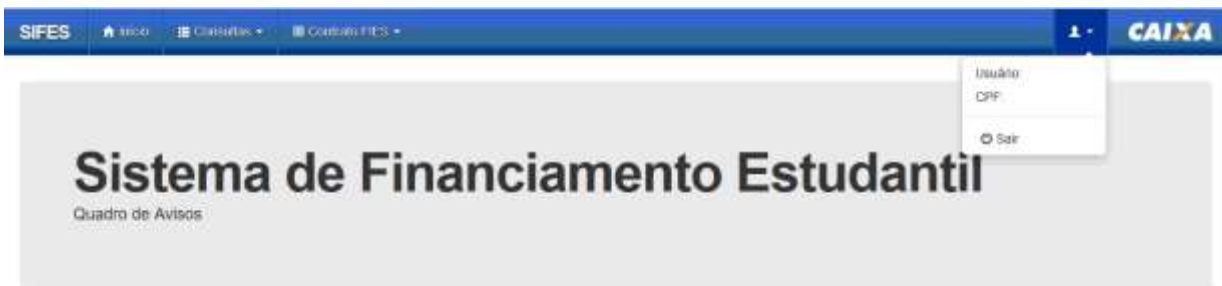 SIFES Início Consultas Contrato FIES CAIXA
Usuário
CPF
Sair
Sistema de Financiamento Estudantil
Quadro de Avisos